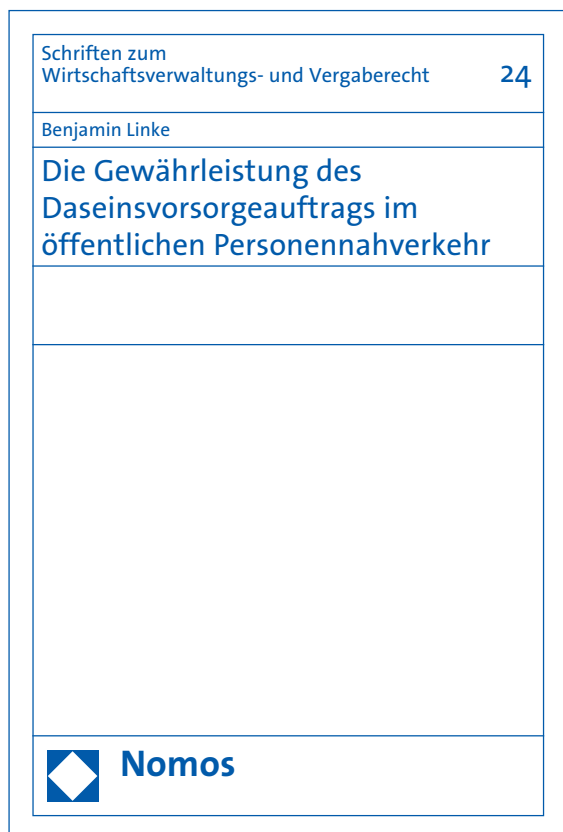 Schriften zum
Wirtschaftsverwaltungs- und Vergaberecht 24
Benjamin Linke
Die Gewährleistung des
Daseinsvorsorgeauftrags im
öffentlichen Personennahverkehr
Nomos